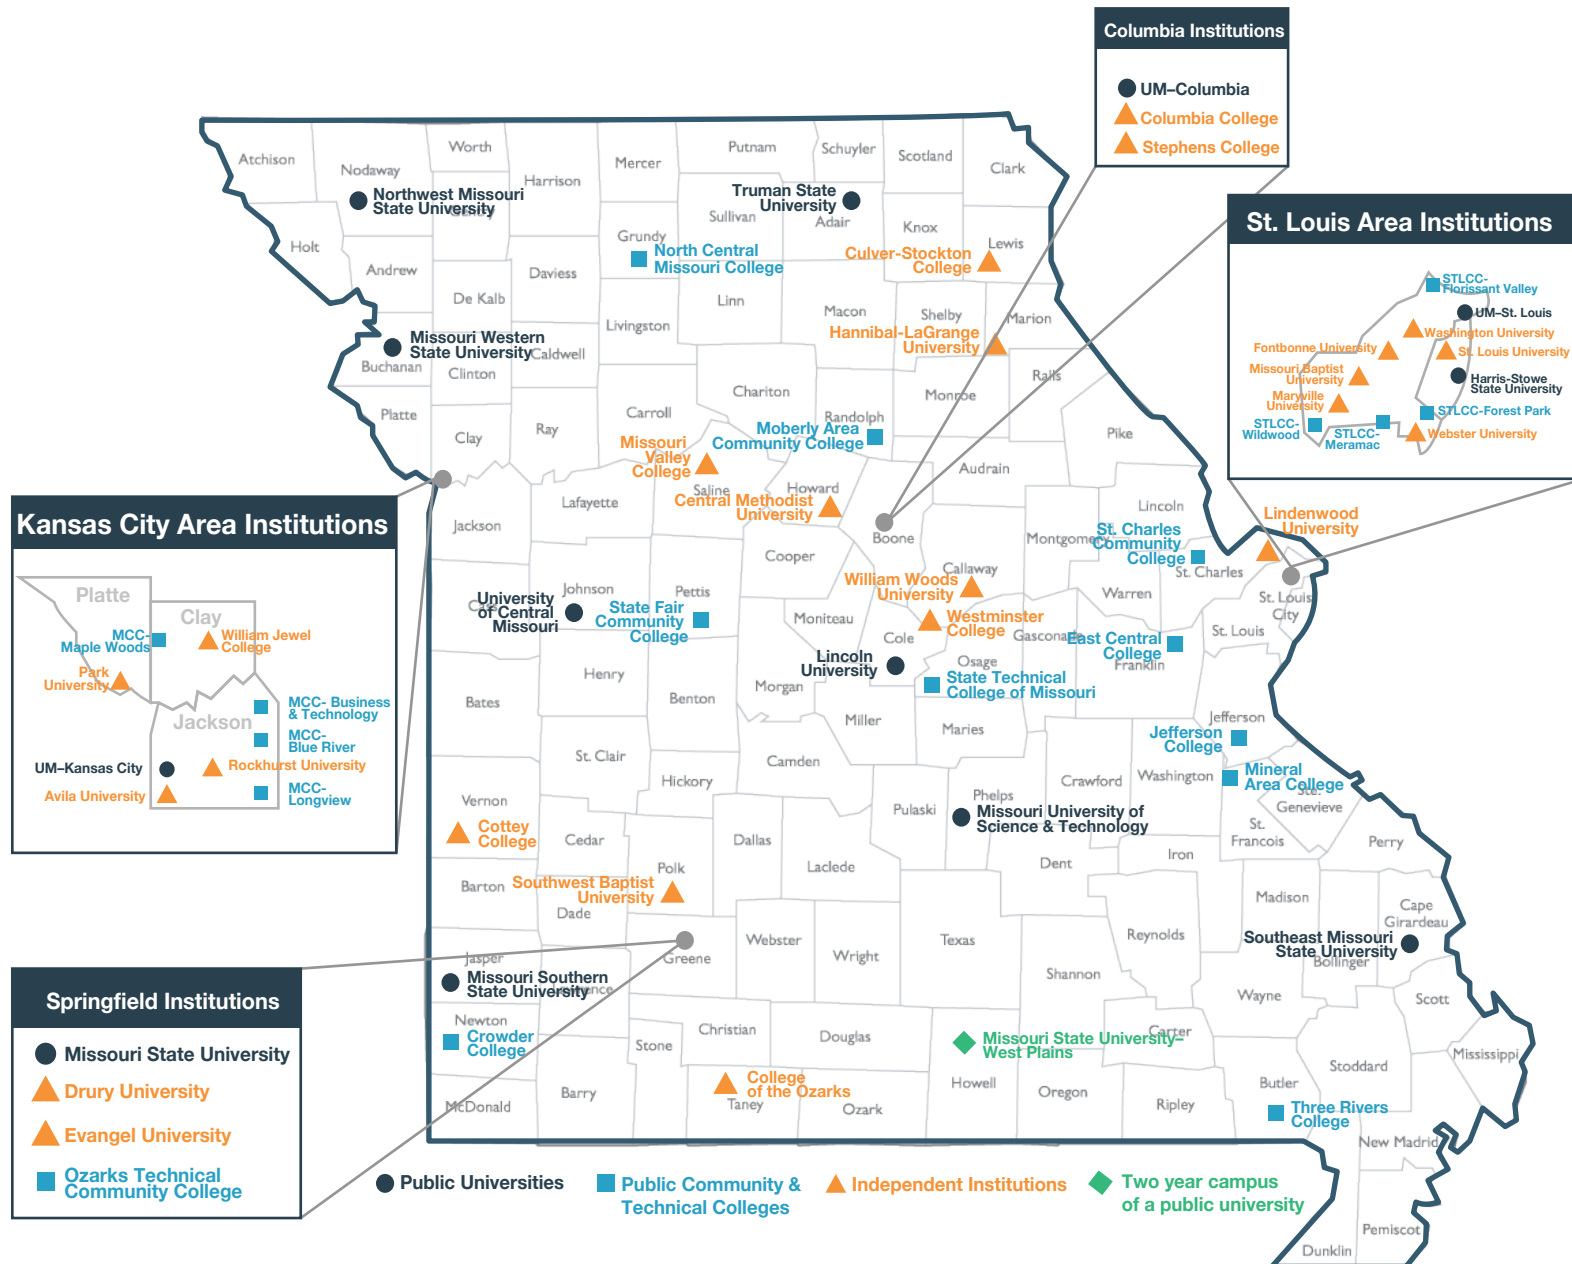 Columbia Institutions
UM–Columbia
Columbia College
Stephens College
St. Louis Area Institutions
STLCC-
Florissant Valley
UM–St. Louis
Washington University
Fontbonne University
St. Louis University
Missouri Baptist
University
Harris-Stowe
State University
Maryville
University
STLCC-Forest Park
STLCC-
Wildwood
STLCC-
Meramac
Webster University
Atchison
Nodaway
Worth
Harrison
Mercer
Putnam
Schuyler
Scotland
Clark
Northwest Missouri
State University
Gentry
Truman State
University
Sullivan
Adair
Knox
Lewis
Holt
Grundy
North Central
Missouri College
Culver-Stockton
College
Andrew
De Kalb
Daviess
Linn
Macon
Shelby
Marion
Livingston
Hannibal-LaGrange
University
Missouri Western
State University
Caldwell
Buchanan
Clinton
Chariton
Monroe
Ralls
Platte
Clay
Ray
Carroll
Randolph
Moberly Area
Community College
Pike
Missouri
Valley
College
Audrain
Saline
Howard
Central Methodist
University
Lafayette
Jackson
Boone
Lincoln
Lindenwood
University
Montgomery
St. Charles
Community
College
St. Charles
Cooper
Callaway
William Woods
University
Warren
St. Louis
City
St. Louis
Johnson
Pettis
Cass
University
of Central
Missouri
State Fair
Community
College
Moniteau
Westminster
College
Cole
Gasconade
East Central
College
Franklin
Lincoln
University
Osage
State Technical
College of Missouri
Henry
Bates
Benton
Morgan
Miller
Maries
Jefferson
Jefferson
College
St. Clair
Camden
Hickory
Crawford
Washington
Mineral
Area College
Ste.
Genevieve
Vernon
Pulaski
Phelps
Missouri University of
Science & Technology
Cottey
College
Cedar
Dallas
Laclede
Dent
Iron
St.
Francois
Perry
Polk
Barton
Southwest Baptist
University
Dade
Madison
Cape
Girardeau
Webster
Wright
Texas
Reynolds
Southeast Missouri
State University
Bollinger
Greene
Jasper
Missouri Southern
State University
Lawrence
Shannon
Wayne
Scott
Newton
Crowder
College
Stone
Christian
Douglas
Missouri State University–
West Plains
Carter
Stoddard
Mississippi
McDonald
Barry
College
of the Ozarks
Taney
Ozark
Howell
Oregon
Ripley
Butler
Three Rivers
College
New Madrid
Pemiscot
Dunklin
Kansas City Area Institutions
Platte
Clay
MCC-
Maple Woods
William Jewel
College
Park
University
Jackson
MCC- Business
& Technology
MCC-
Blue River
UM–Kansas City
Rockhurst University
Avila University
MCC-
Longview
Springfield Institutions
Missouri State University
Drury University
Evangel University
Ozarks Technical
Community College
Public Universities
Public Community &
Technical Colleges
Independent Institutions
Two year campus
of a public university